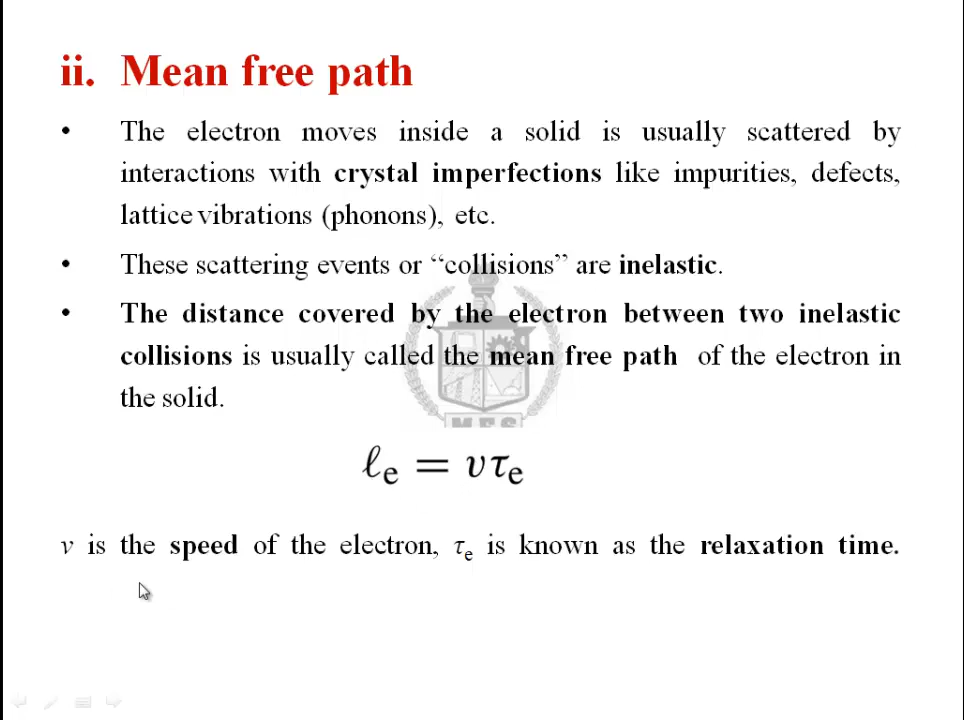 ii. Mean free path
• The electron moves inside a solid is usually scattered by
interactions with crystal imperfections like impurities, defects,
lattice vibrations (phonons), etc.
• These scattering events or “collisions” are inelastic.
• The distance covered by the electron between two inelastic
collisions is usually called the mean free path of the electron in
the solid.
MES
ℓe = vτe
v is the speed of the electron, τe is known as the relaxation time.